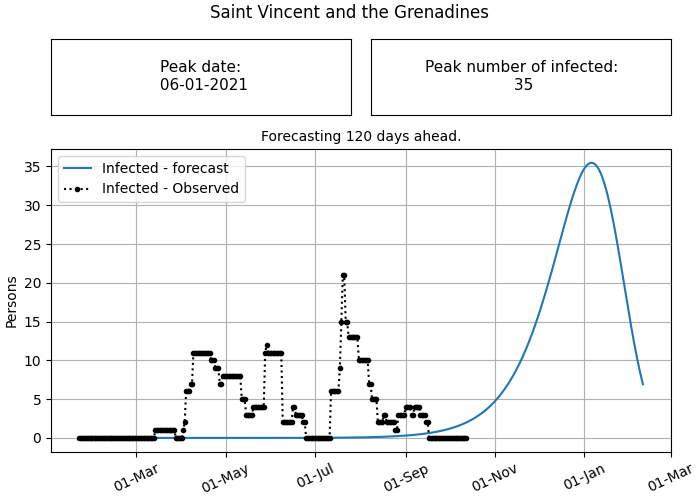 Saint Vincent and the Grenadines
Peak date:
06-01-2021
Peak number of infected:
35
Forecasting 120 days ahead.
Infected - forecast
Infected - Observed
Persons
35
30
25
20
15
10
5
0
01-Mar
01-May
01-Jul
01-Sep
01-Nov
01-Jan
01-Mar